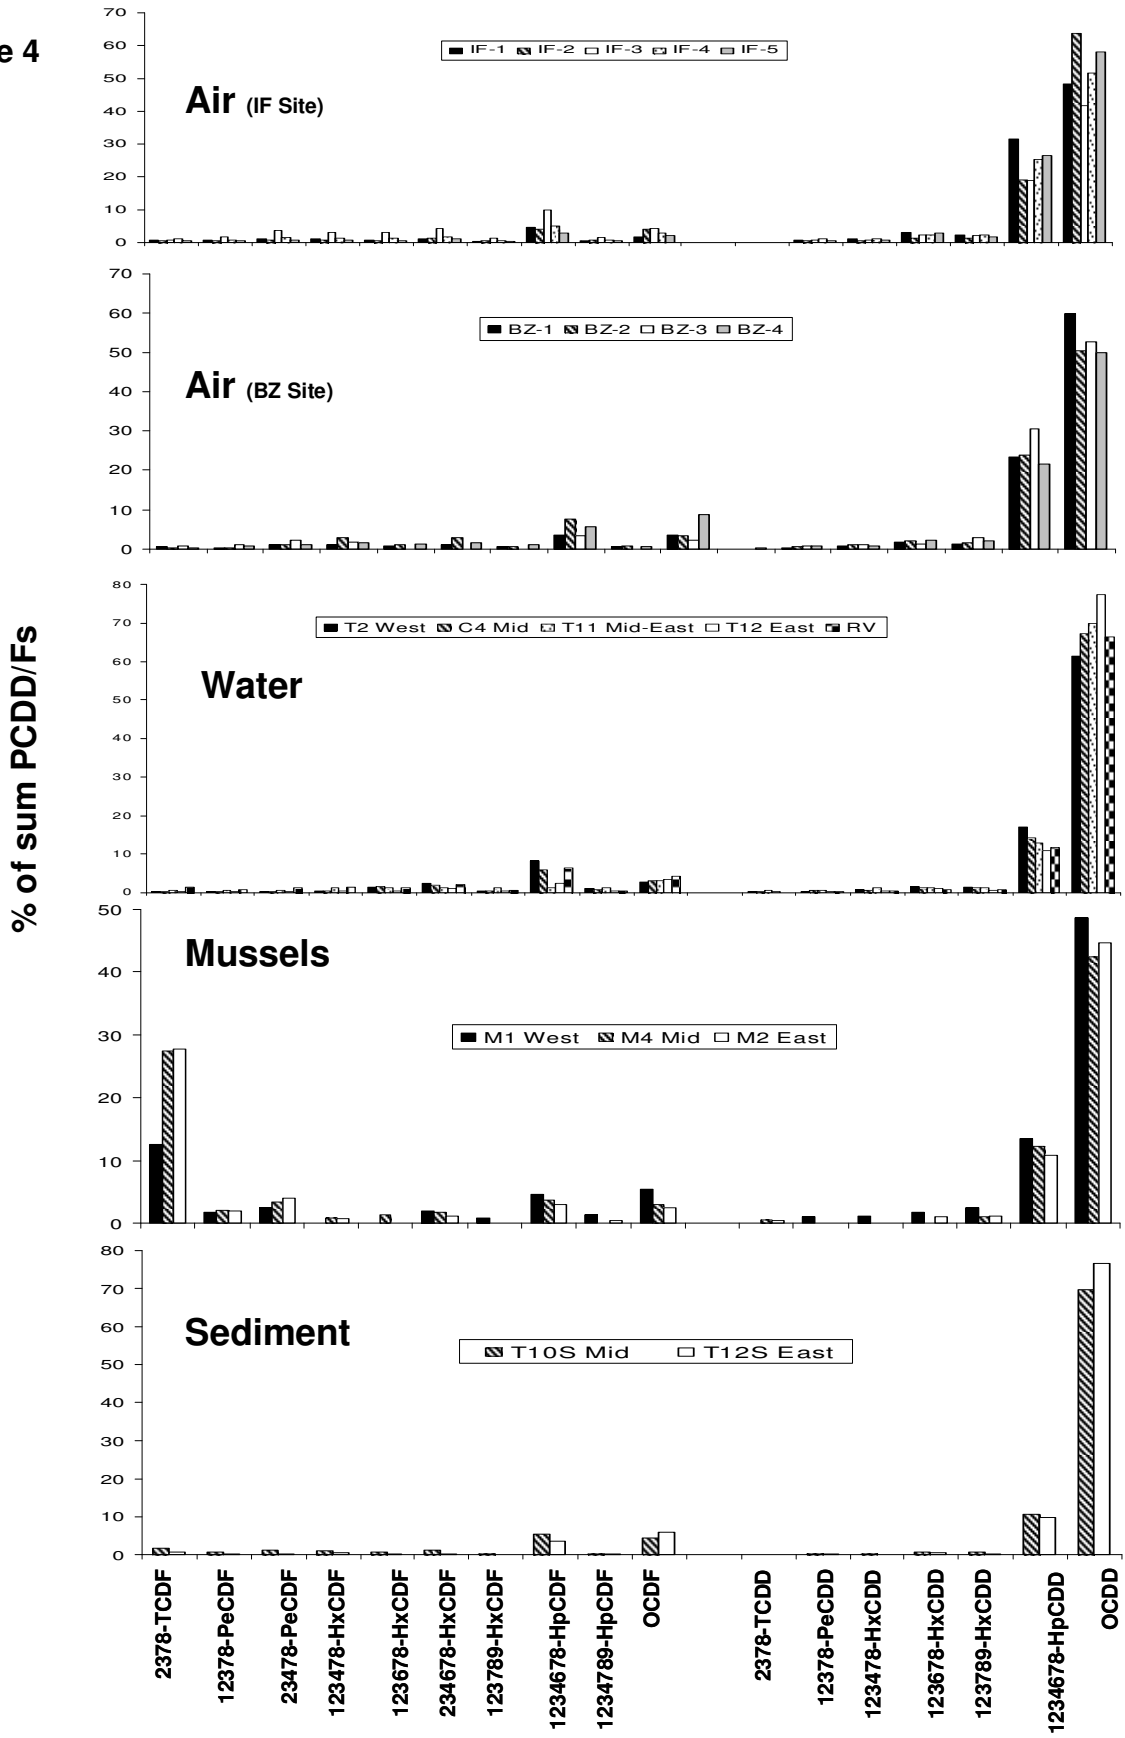 e 4
% of sum PCDD/Fs
70
60
50
40
30
20
10
0
IF-1 IF-2 IF-3 IF-4 IF-5
Air (IF Site)
70
60
50
40
30
20
10
0
BZ-1 BZ-2 BZ-3 BZ-4
Air (BZ Site)
80
70
60
50
40
30
20
10
0
T2 West C4 Mid T11 Mid-East T12 East RV
Water
50
40
30
20
10
0
Mussels
M1 West M4 Mid M2 East
80
70
60
50
40
30
20
10
0
Sediment
T10S Mid T12S East
2378-TCDF
12378-PeCDF
23478-PeCDF
123478-HxCDF
123678-HxCDF
234678-HxCDF
123789-HxCDF
1234678-HpCDF
1234789-HpCDF
OCDF
2378-TCDD
12378-PeCDD
123478-HxCDD
123678-HxCDD
123789-HxCDD
1234678-HpCDD
OCDD